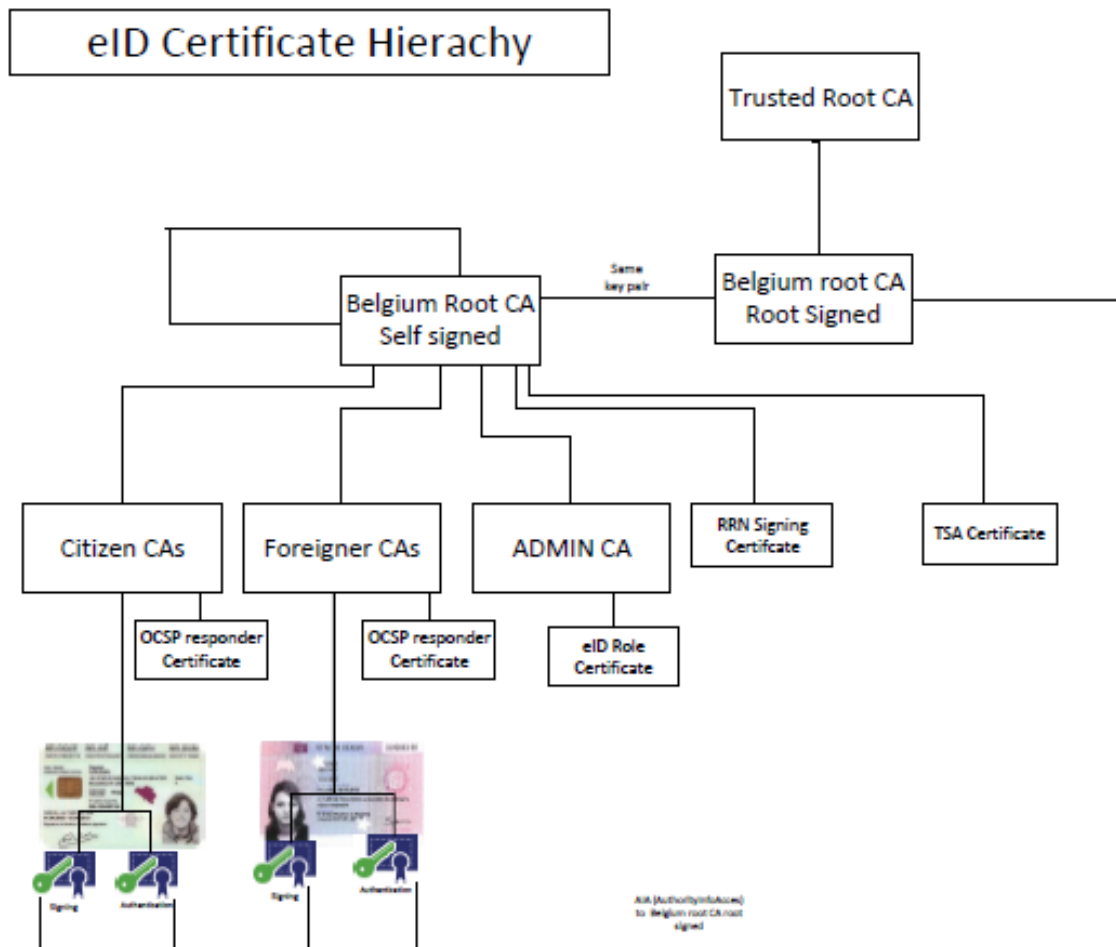 eID Certificate Hierachy
Trusted Root CA
Same
key pair
Belgium Root CA
Self signed
Belgium root CA
Root Signed
Citizen CAs
Foreigner CAs
ADMIN CA
RRN Signing
Certifcate
TSA Certificate
OCSP responder
Certificate
OCSP responder
Certificate
eID Role
Certificate
Signing
Authentication
Signing
Authentication
AIA (AuthorityInfoAcces)
to Belgium root CA root
signed